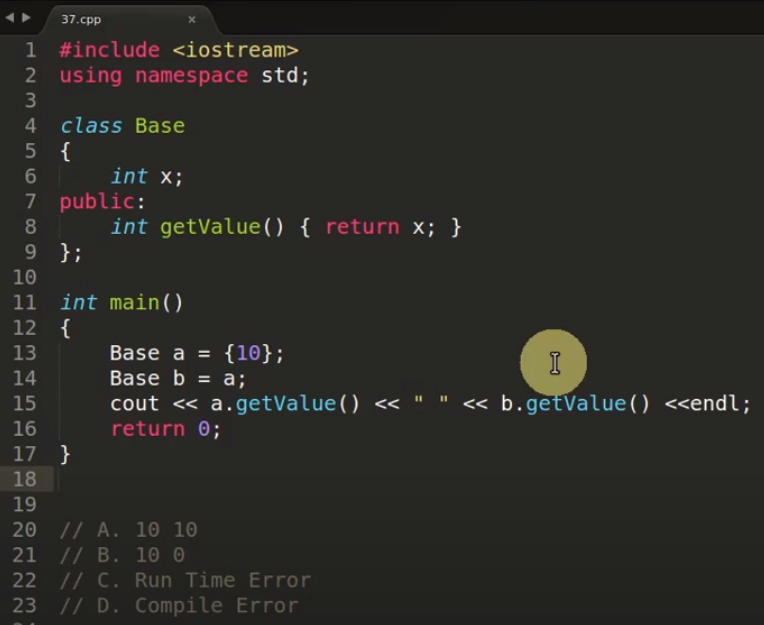 37.cpp ×
1 #include <iostream>
2 using namespace std;
3
4 class Base
5 {
6     int x;
7 public:
8     int getValue() { return x; }
9 };
10
11 int main()
12 {
13     Base a = {10};
14     Base b = a;
15     cout << a.getValue() << " " << b.getValue() <<endl;
16     return 0;
17 }
18
19
20 // A. 10 10
21 // B. 10 0
22 // C. Run Time Error
23 // D. Compile Error